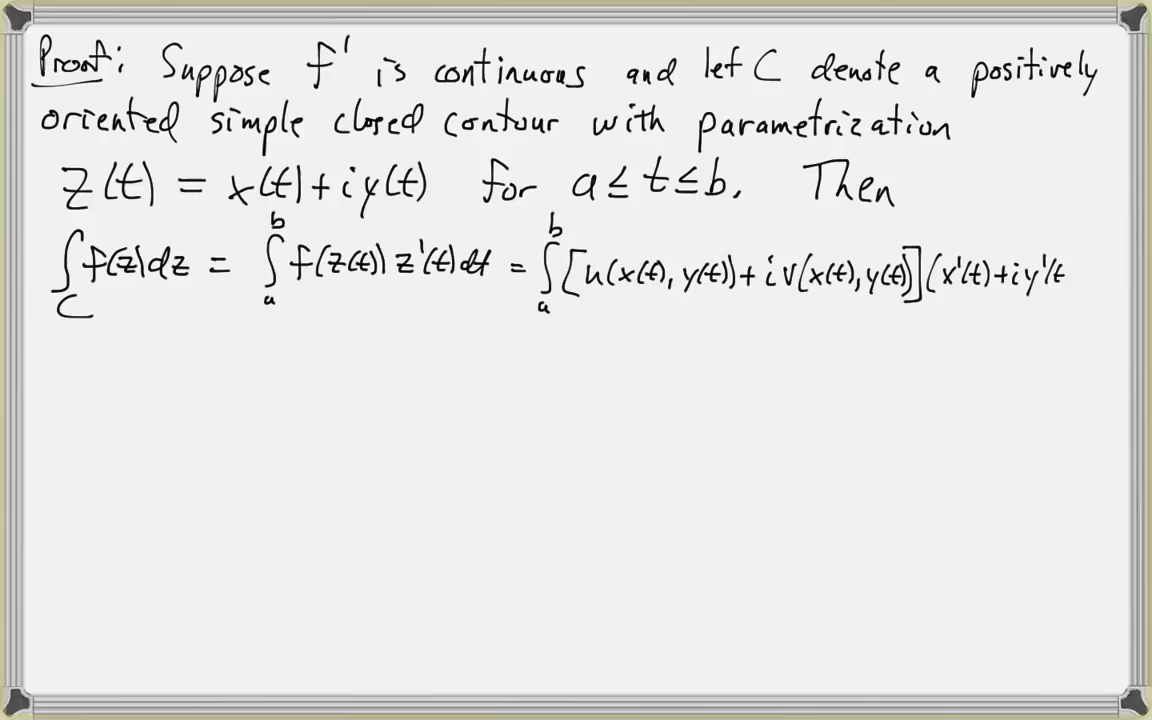 Proof: Suppose f' is continuous and let C denote a positively
oriented simple closed contour with parametrization
z(t) = x(t) + i y(t) for a ≤ t ≤ b. Then
∫_C f(z)dz = ∫_a^b f(z(t)) z'(t) dt = ∫_a^b [u(x(t), y(t)) + i v(x(t), y(t))] (x'(t) + i y'(t